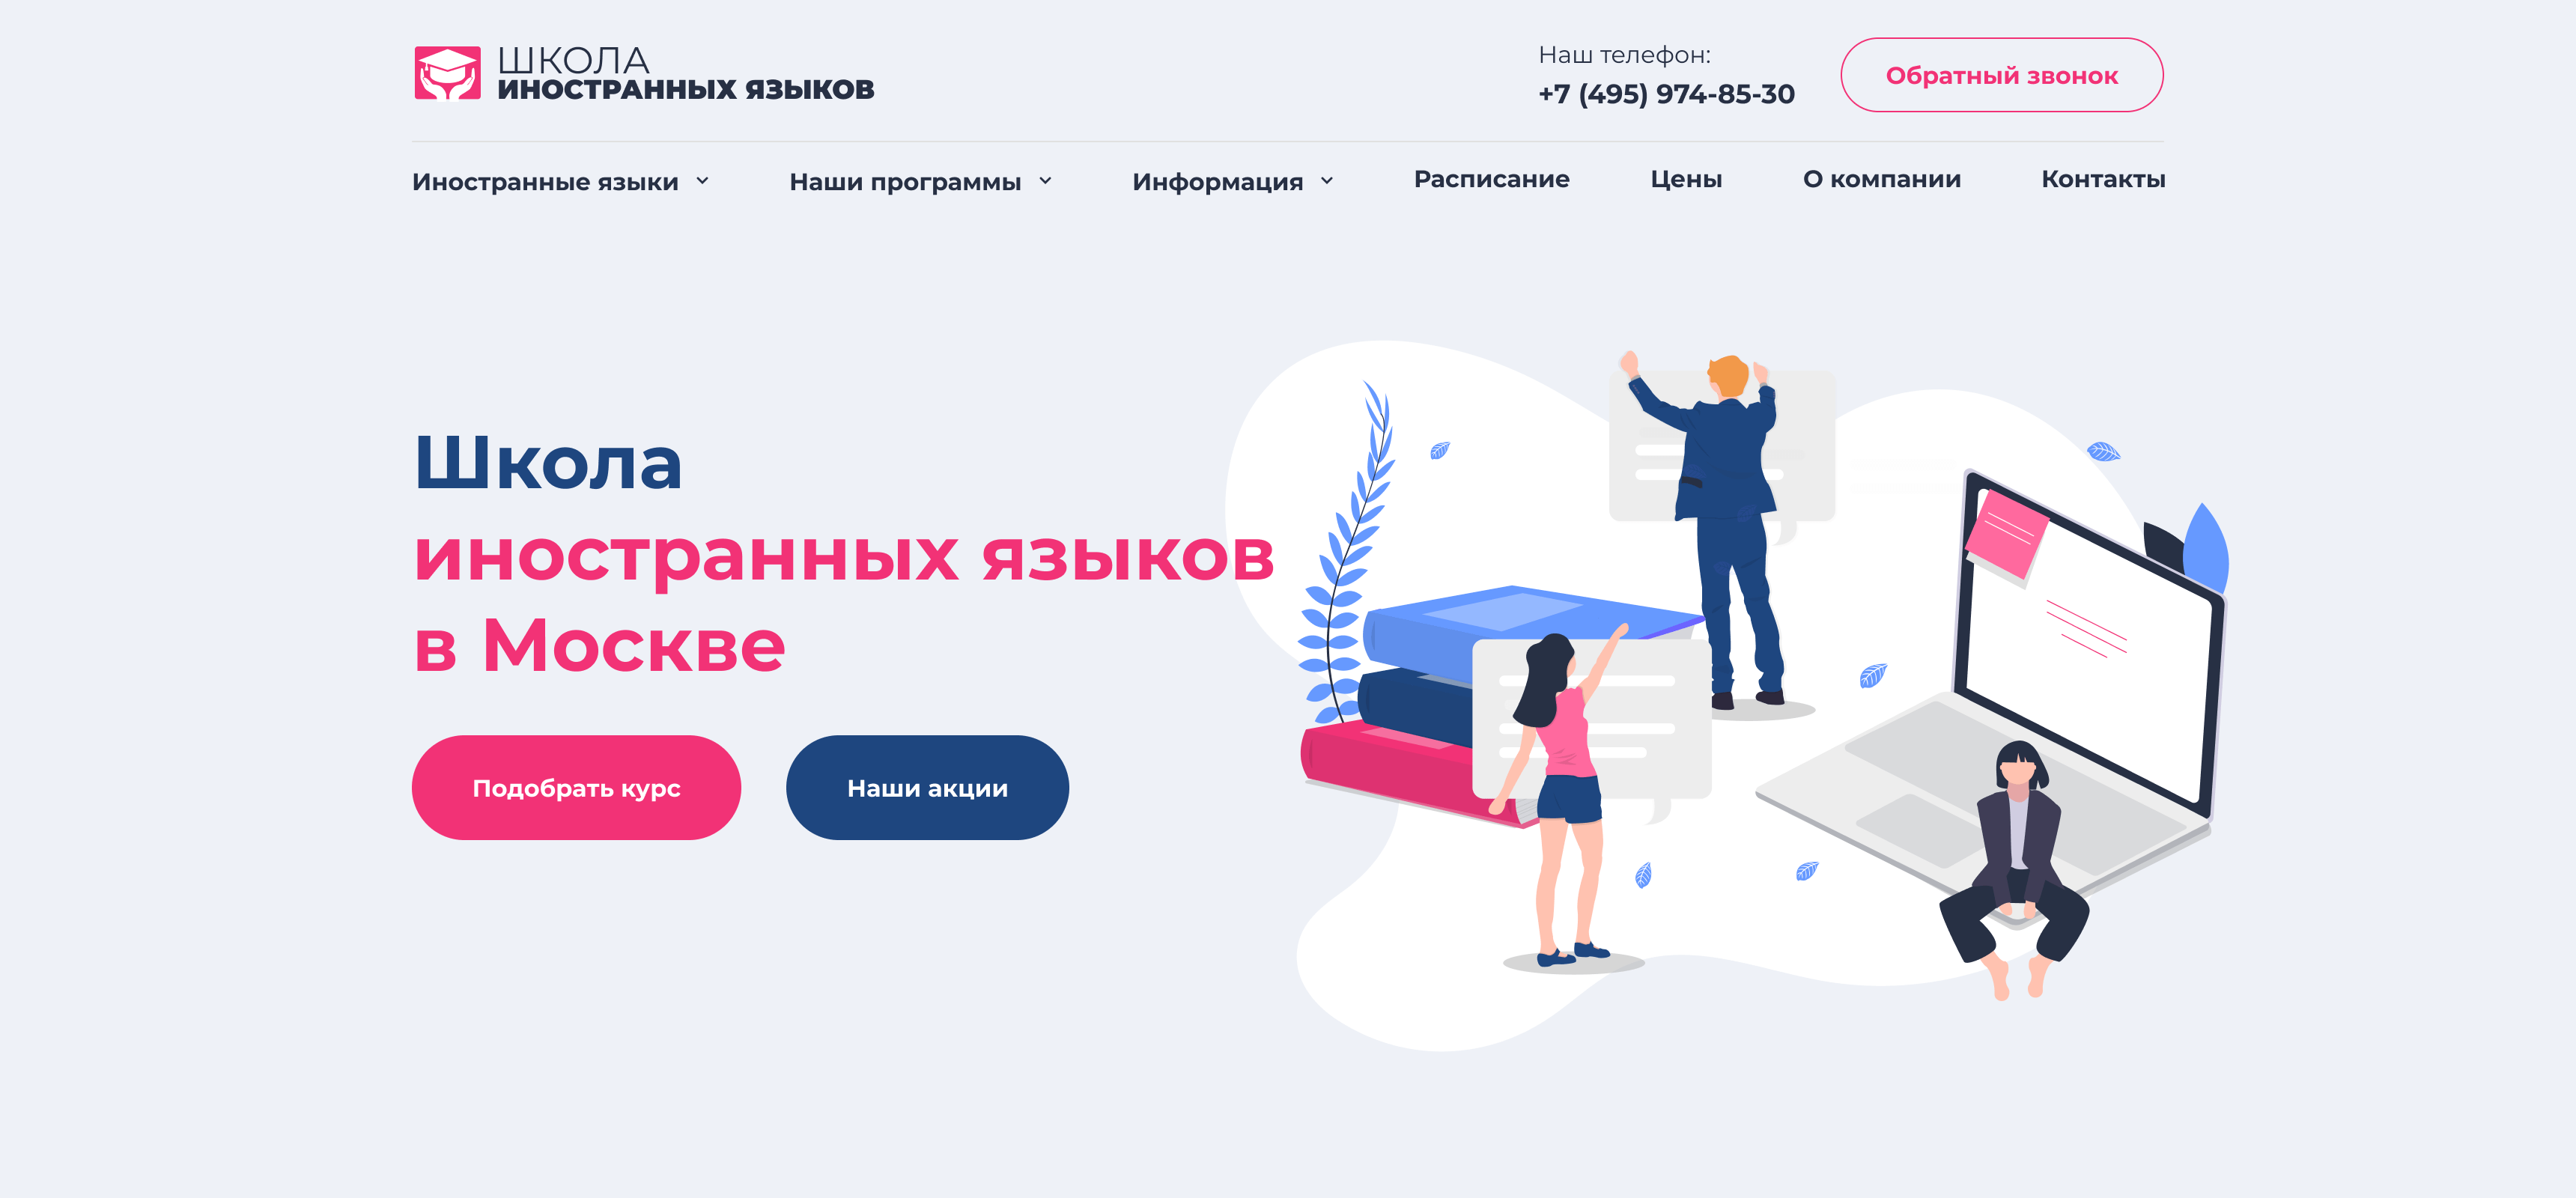 ШКОЛА
ИНОСТРАННЫХ ЯЗЫКОВ
Наш телефон:
+7 (495) 974-85-30
Обратный звонок
Иностранные языки
Наши программы
Информация
Расписание
Цены
О компании
Контакты
Школа
иностранных языков
в Москве
Подобрать курс
Наши акции